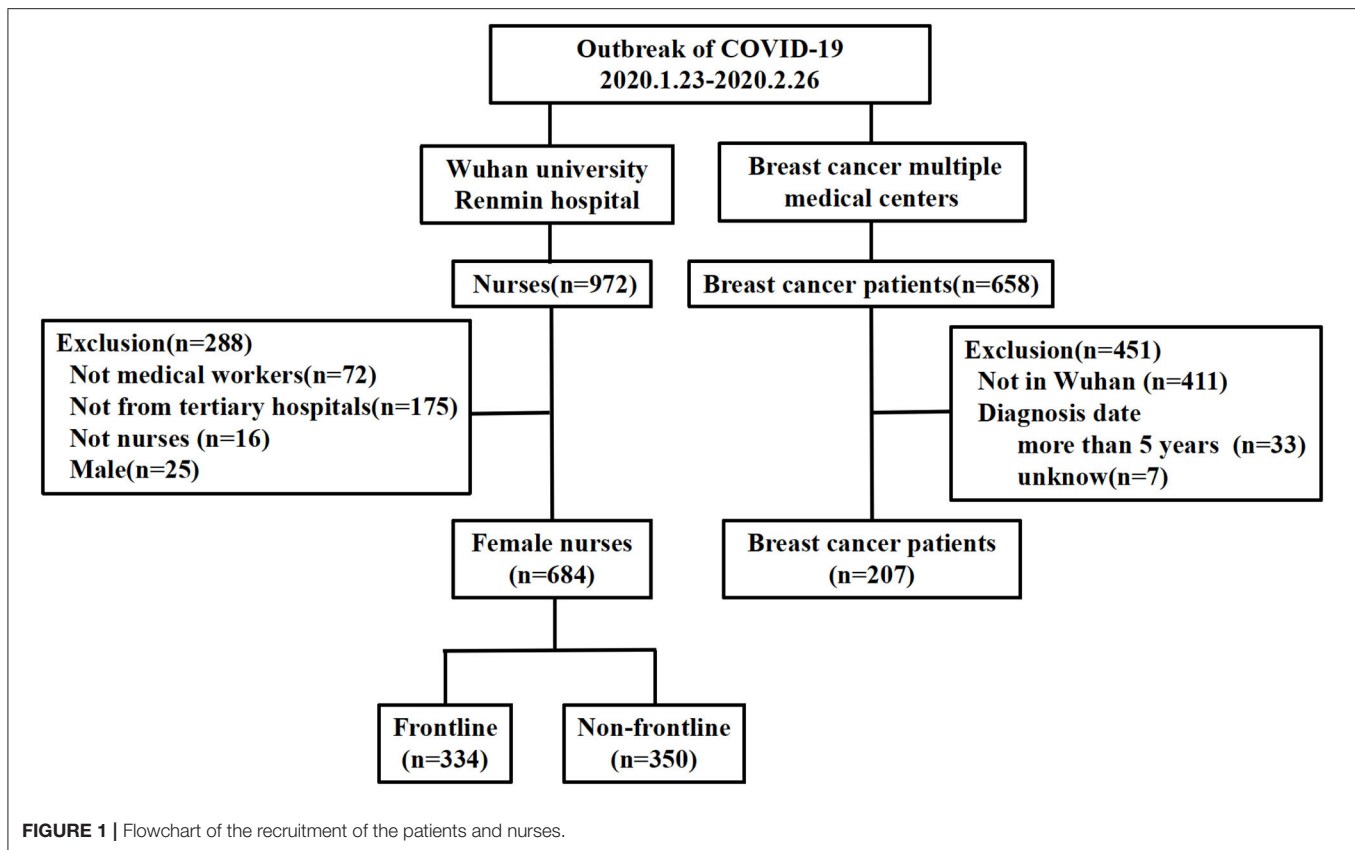 Outbreak of COVID-19
2020.1.23-2020.2.26
Wuhan university
Renmin hospital
Breast cancer multiple
medical centers
Nurses(n=972)
Breast cancer patients(n=658)
Exclusion(n=288)
Not medical workers(n=72)
Not from tertiary hospitals(n=175)
Not nurses (n=16)
Male(n=25)
Exclusion(n=451)
Not in Wuhan (n=411)
Diagnosis date
more than 5 years (n=33)
unknow(n=7)
Female nurses
(n=684)
Breast cancer patients
(n=207)
Frontline
(n=334)
Non-frontline
(n=350)
FIGURE 1 | Flowchart of the recruitment of the patients and nurses.